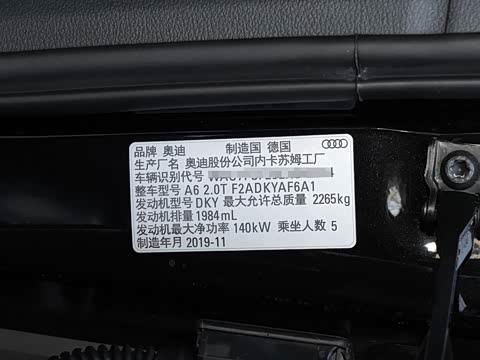 品牌 奥迪 制造国 德国
生产厂名 奥迪股份公司内卡苏姆工厂
车辆识别代号
整车型号 A6 2.0T F2ADKYAF6A1
发动机型号 DKY 最大允许总质量 2265kg
发动机排量 1984mL
发动机最大净功率 140kW 乘坐人数 5
制造年月 2019-11